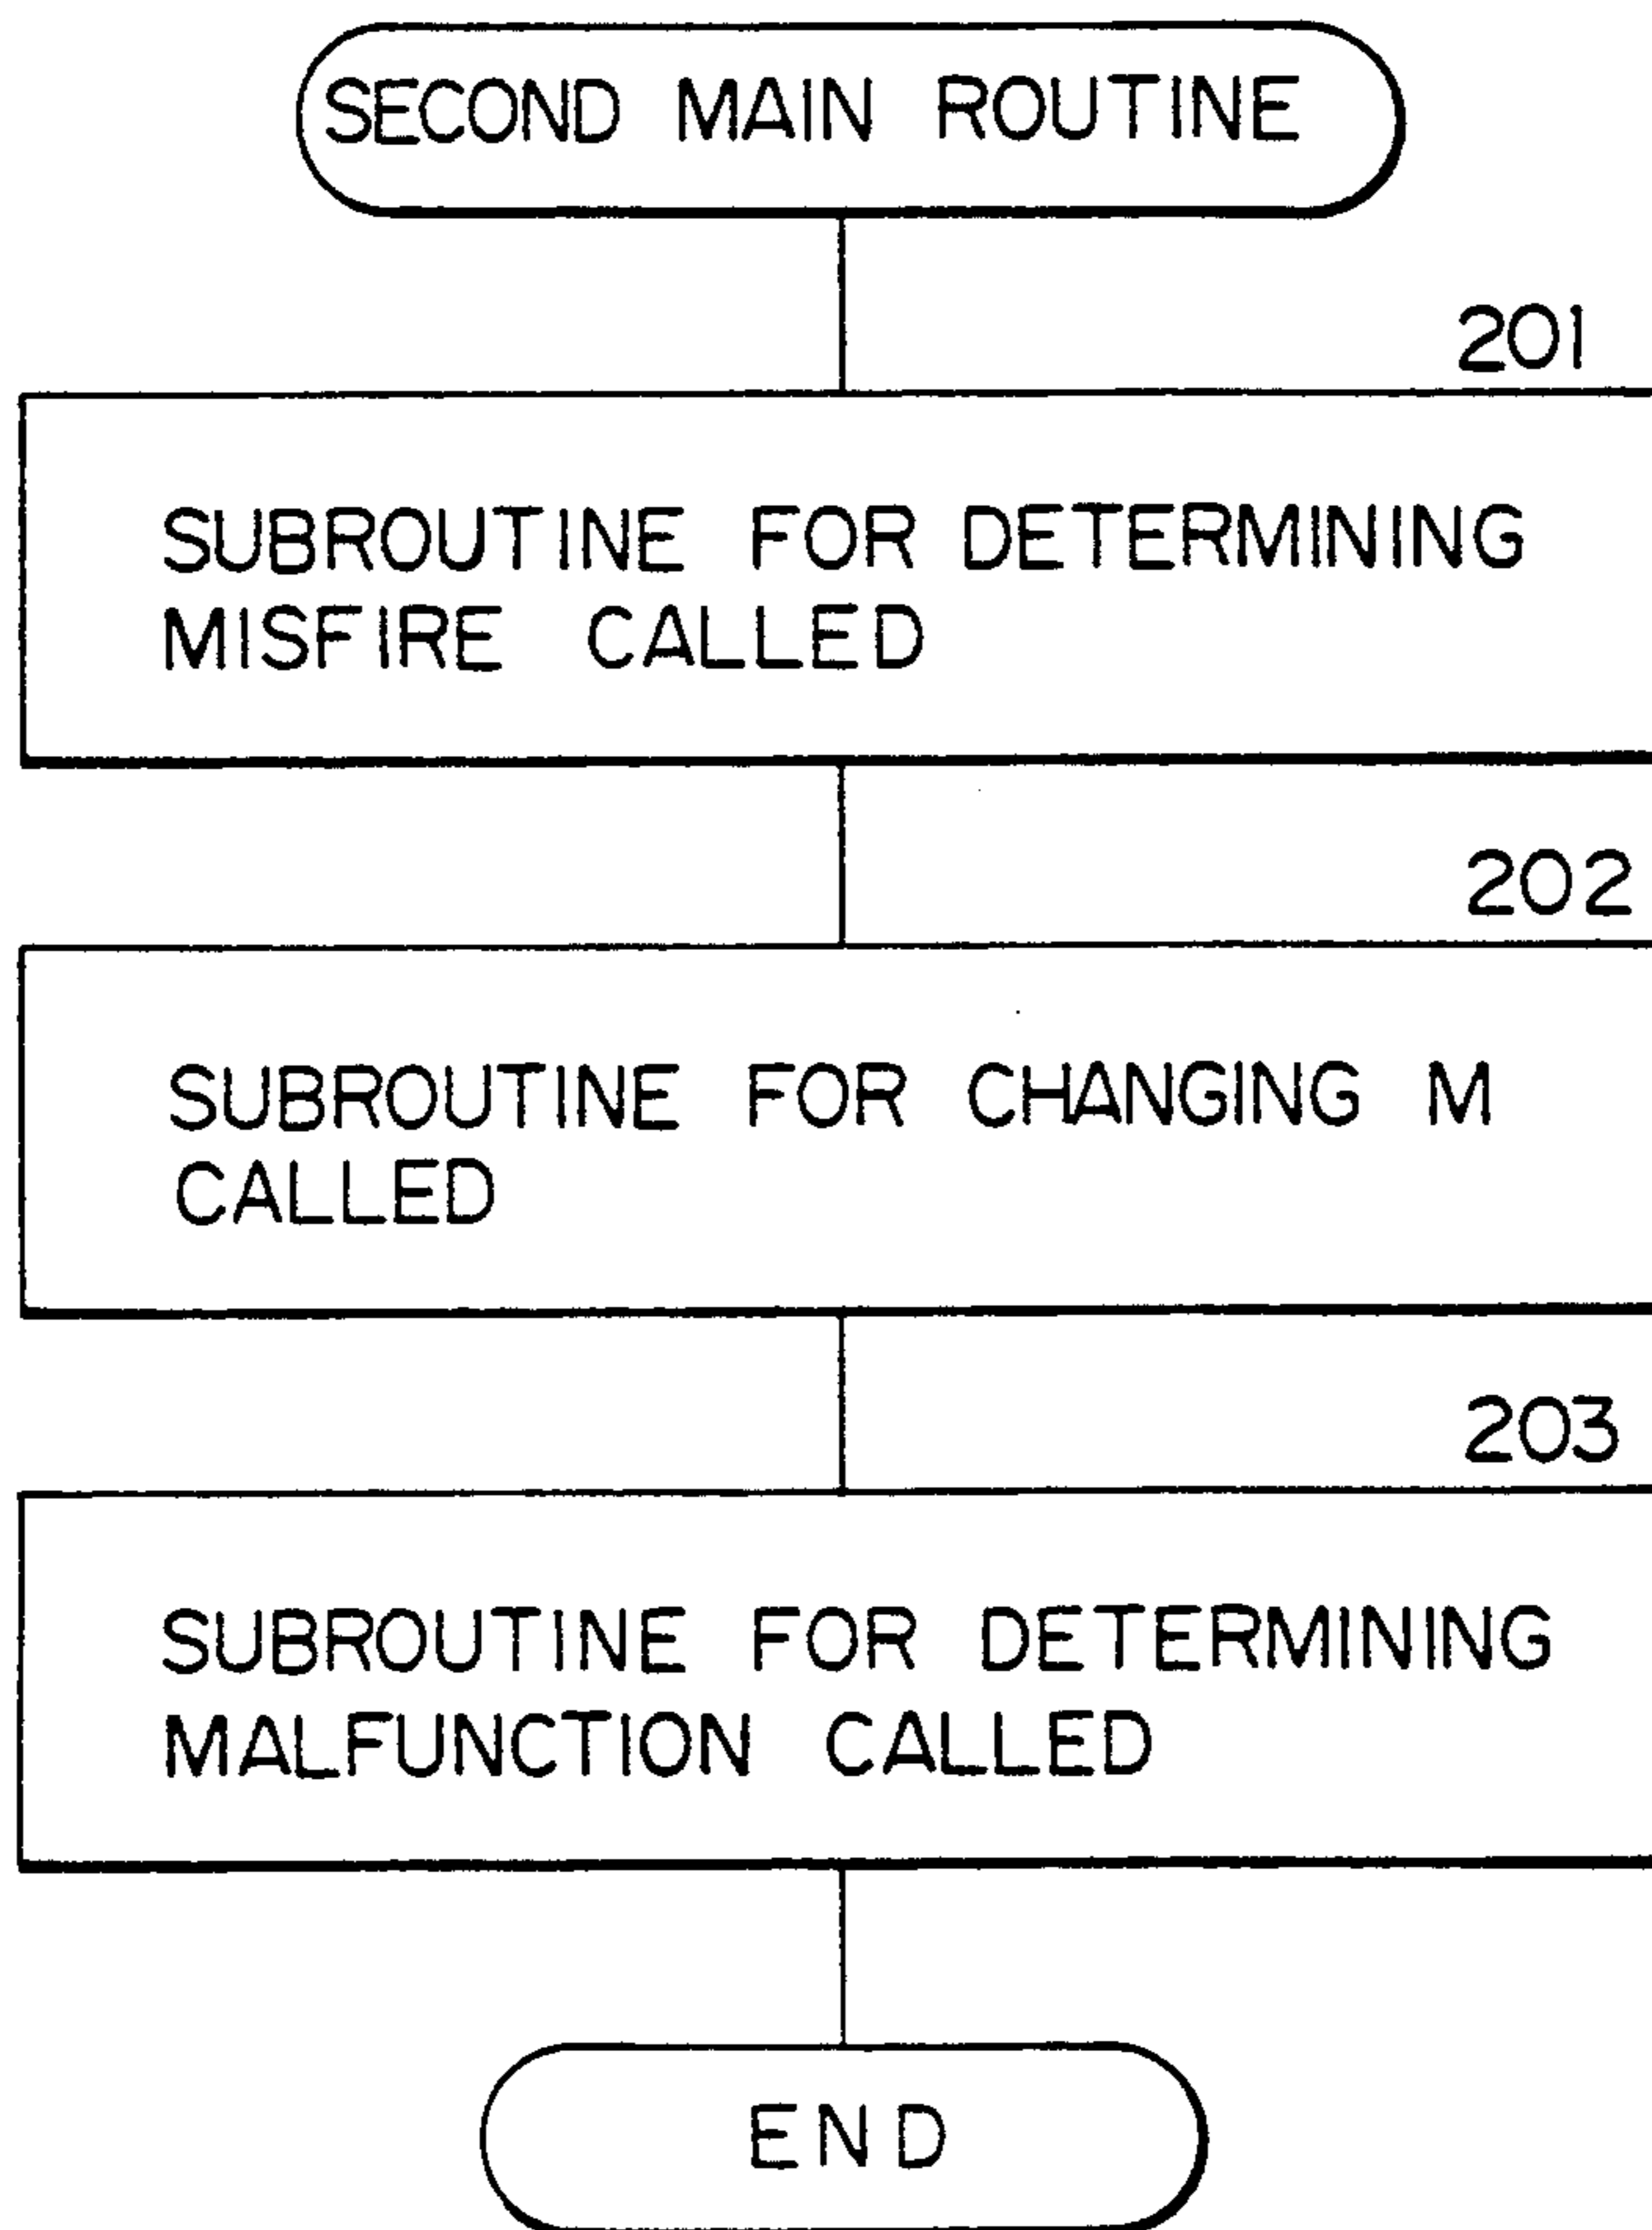 SECOND MAIN ROUTINE
201
SUBROUTINE FOR DETERMINING
MISFIRE CALLED
202
SUBROUTINE FOR CHANGING M
CALLED
203
SUBROUTINE FOR DETERMINING
MALFUNCTION CALLED
END